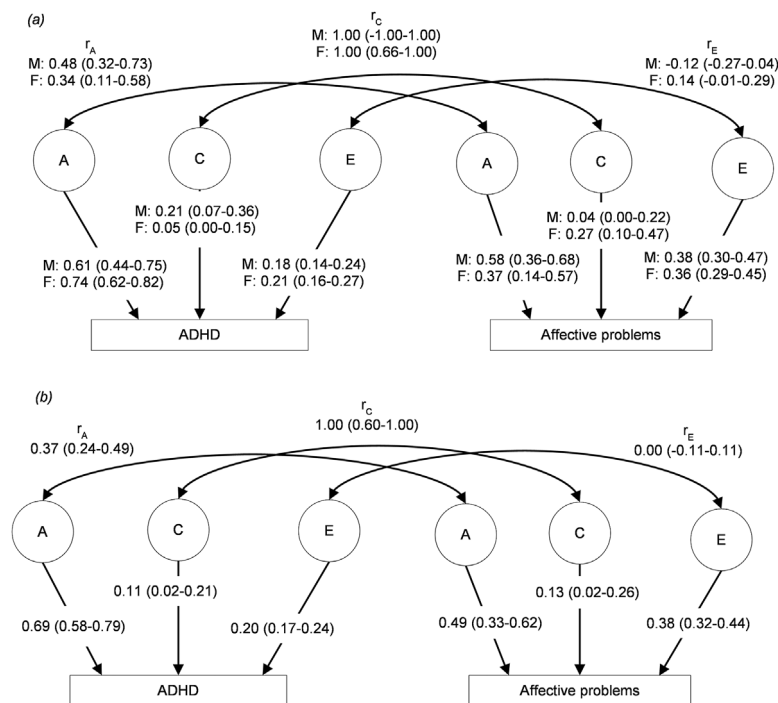 (a)
r_A
M: 0.48 (0.32-0.73)
F: 0.34 (0.11-0.58)
r_C
M: 1.00 (-1.00-1.00)
F: 1.00 (0.66-1.00)
r_E
M: -0.12 (-0.27-0.04)
F: 0.14 (-0.01-0.29)
A
C
E
A
C
E
M: 0.21 (0.07-0.36)
F: 0.05 (0.00-0.15)
M: 0.04 (0.00-0.22)
F: 0.27 (0.10-0.47)
M: 0.61 (0.44-0.75)
F: 0.74 (0.62-0.82)
M: 0.18 (0.14-0.24)
F: 0.21 (0.16-0.27)
M: 0.58 (0.36-0.68)
F: 0.37 (0.14-0.57)
M: 0.38 (0.30-0.47)
F: 0.36 (0.29-0.45)
ADHD
Affective problems
(b)
r_A
0.37 (0.24-0.49)
r_C
1.00 (0.60-1.00)
r_E
0.00 (-0.11-0.11)
A
C
E
A
C
E
0.11 (0.02-0.21)
0.13 (0.02-0.26)
0.69 (0.58-0.79)
0.20 (0.17-0.24)
0.49 (0.33-0.62)
0.38 (0.32-0.44)
ADHD
Affective problems